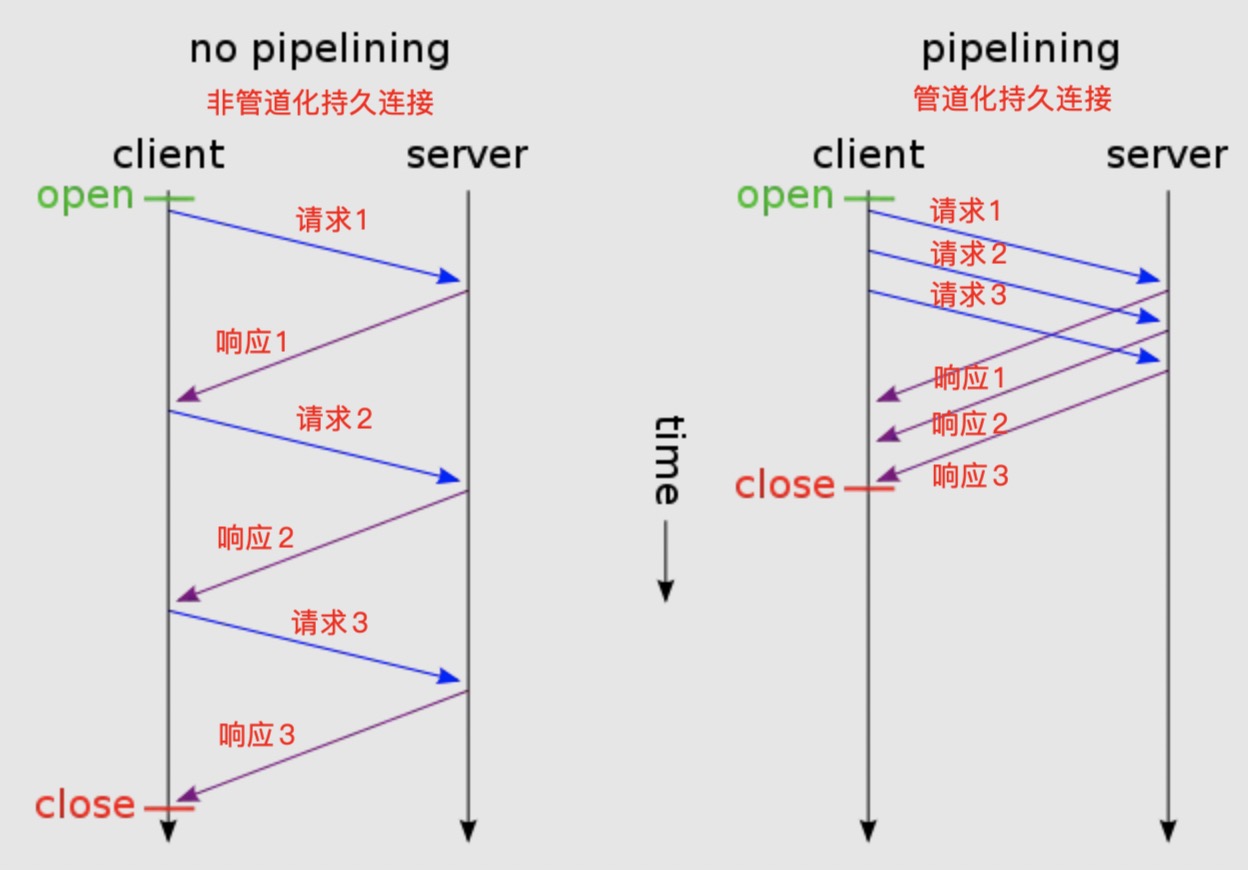 no pipelining
非管道化持久连接
client
server
open
请求1
响应1
请求2
响应2
请求3
响应3
close
time
pipelining
管道化持久连接
client
server
open
请求1
请求2
请求3
响应1
响应2
响应3
close